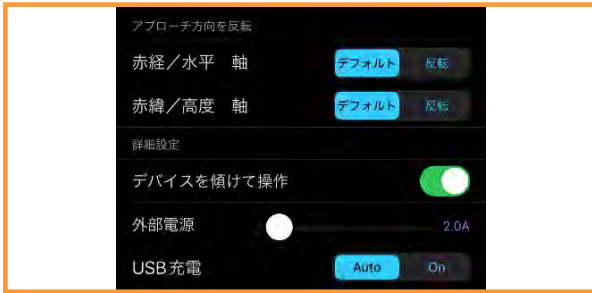 アプローチ方向を反転
赤経／水平 軸 デフォルト 反転
赤緯／高度 軸 デフォルト 反転
詳細設定
デバイスを傾けて操作
外部電源 2.0A
USB充電 Auto On